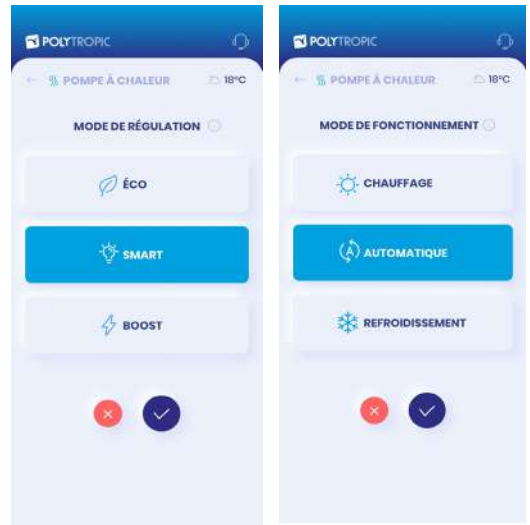 POLYTROPIC
POMPE À CHALEUR
18°C
MODE DE RÉGULATION
ÉCO
SMART
BOOST
POLYTROPIC
POMPE À CHALEUR
18°C
MODE DE FONCTIONNEMENT
CHAUFFAGE
A AUTOMATIQUE
REFROIDISSEMENT